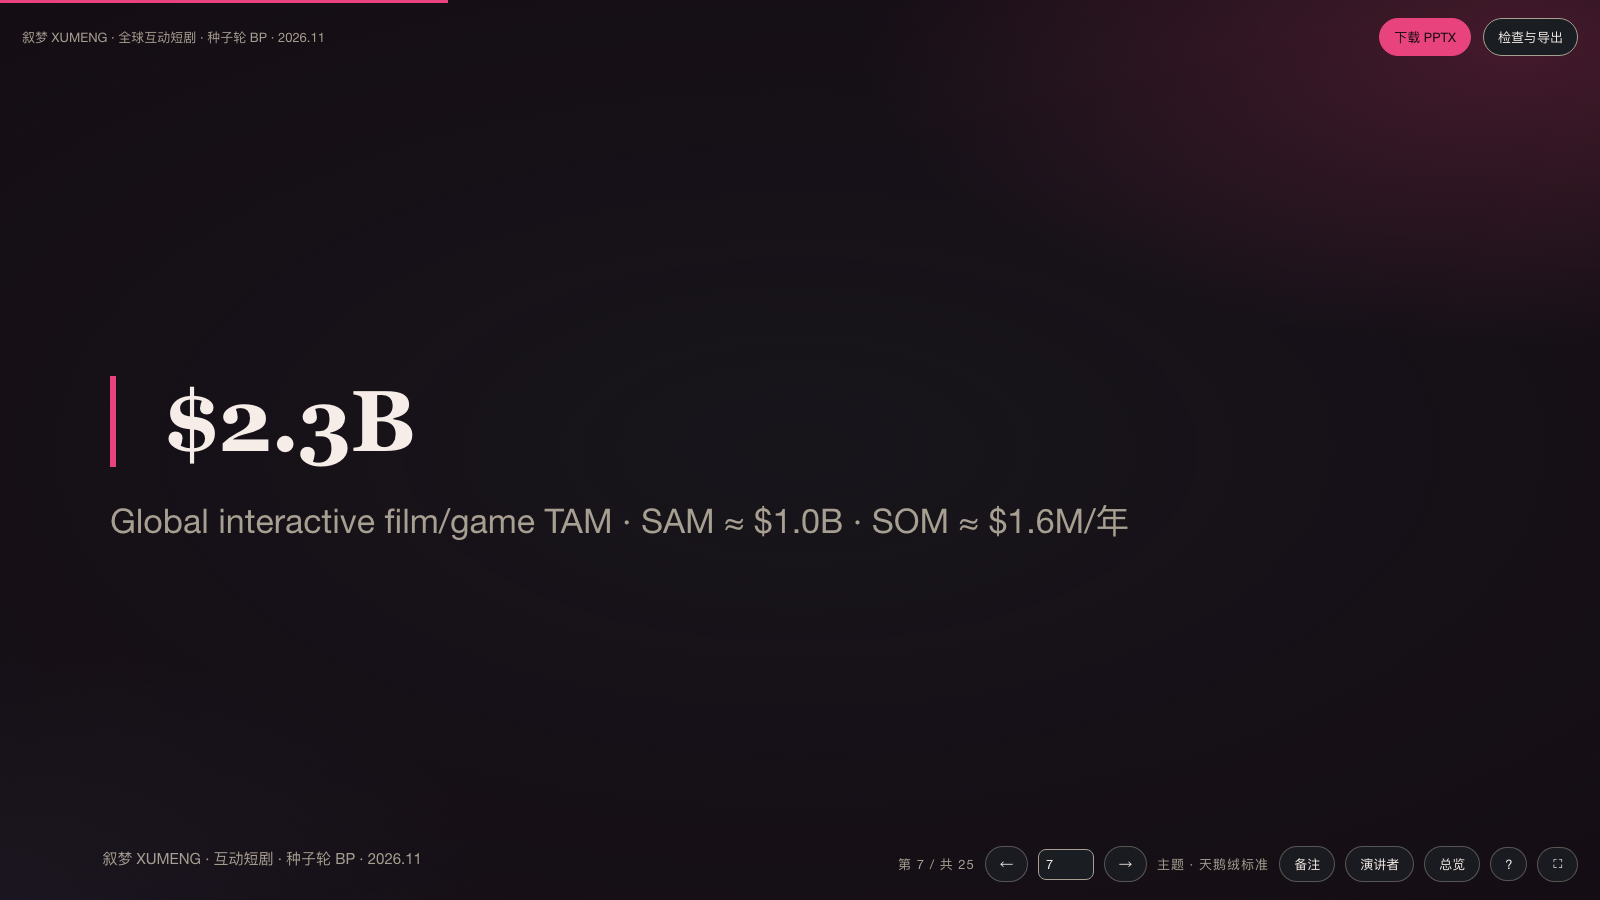 叙梦 XUMENG · 全球互动短剧 · 种子轮 BP · 2026.11
下载 PPTX
检查与导出
$2.3B
Global interactive film/game TAM · SAM ≈ $1.0B · SOM ≈ $1.6M/年
叙梦 XUMENG · 互动短剧 · 种子轮 BP · 2026.11
第 7 / 共 25
←
7
→
主题 · 天鹅绒标准
备注
演讲者
总览
?
⛶